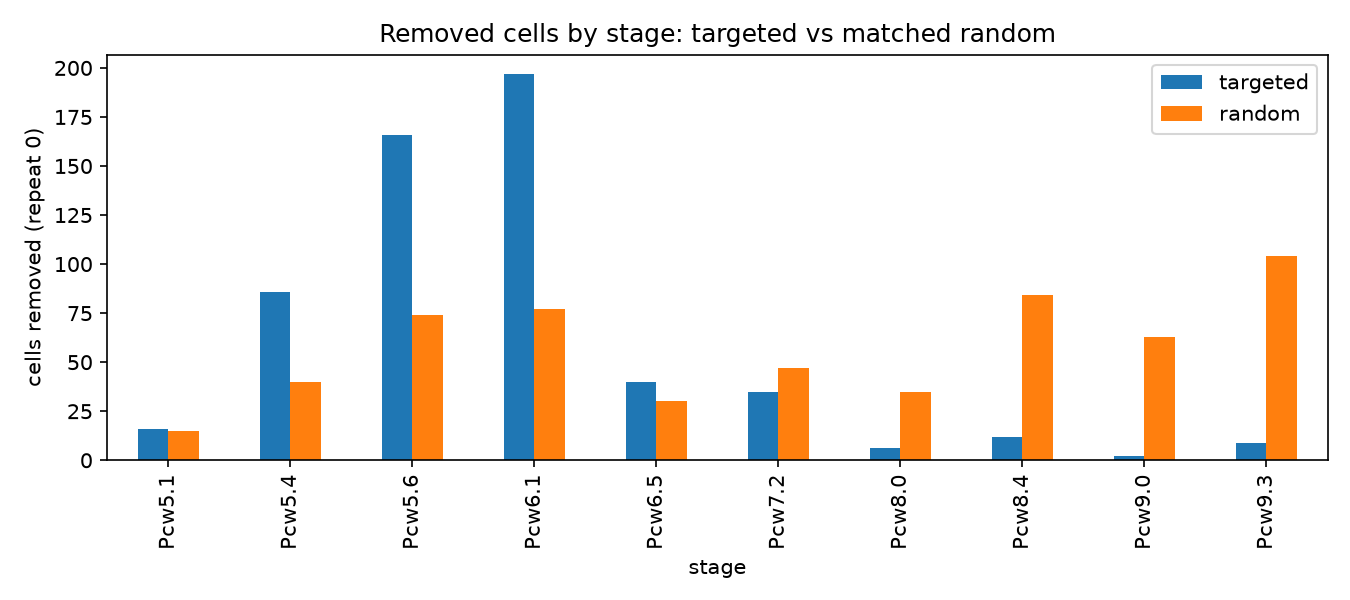 Removed cells by stage: targeted vs matched random
targeted
random
cells removed (repeat 0)
200
175
150
125
100
75
50
25
0
Pcw5.1
Pcw5.4
Pcw5.6
Pcw6.1
Pcw6.5
Pcw7.2
Pcw8.0
Pcw8.4
Pcw9.0
Pcw9.3
stage